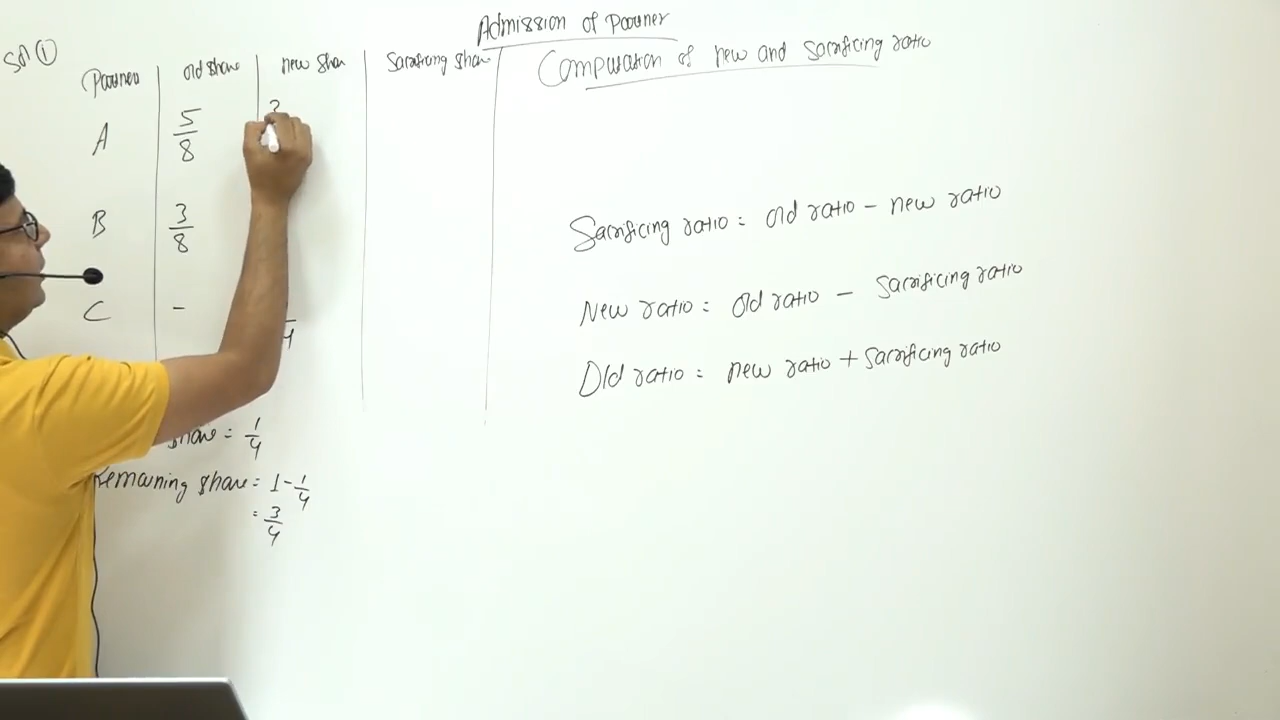 Admission of Partner
Computation of new and Sacrificing ratio
Sol ①
Partner old share new share Sacrificing share
A 5/8 3
B 3/8
C - 4
share = 1/4
Remaining share = 1 - 1/4
= 3/4
Sacrificing ratio = Old ratio - new ratio
New ratio = Old ratio - Sacrificing ratio
Old ratio = new ratio + Sacrificing ratio